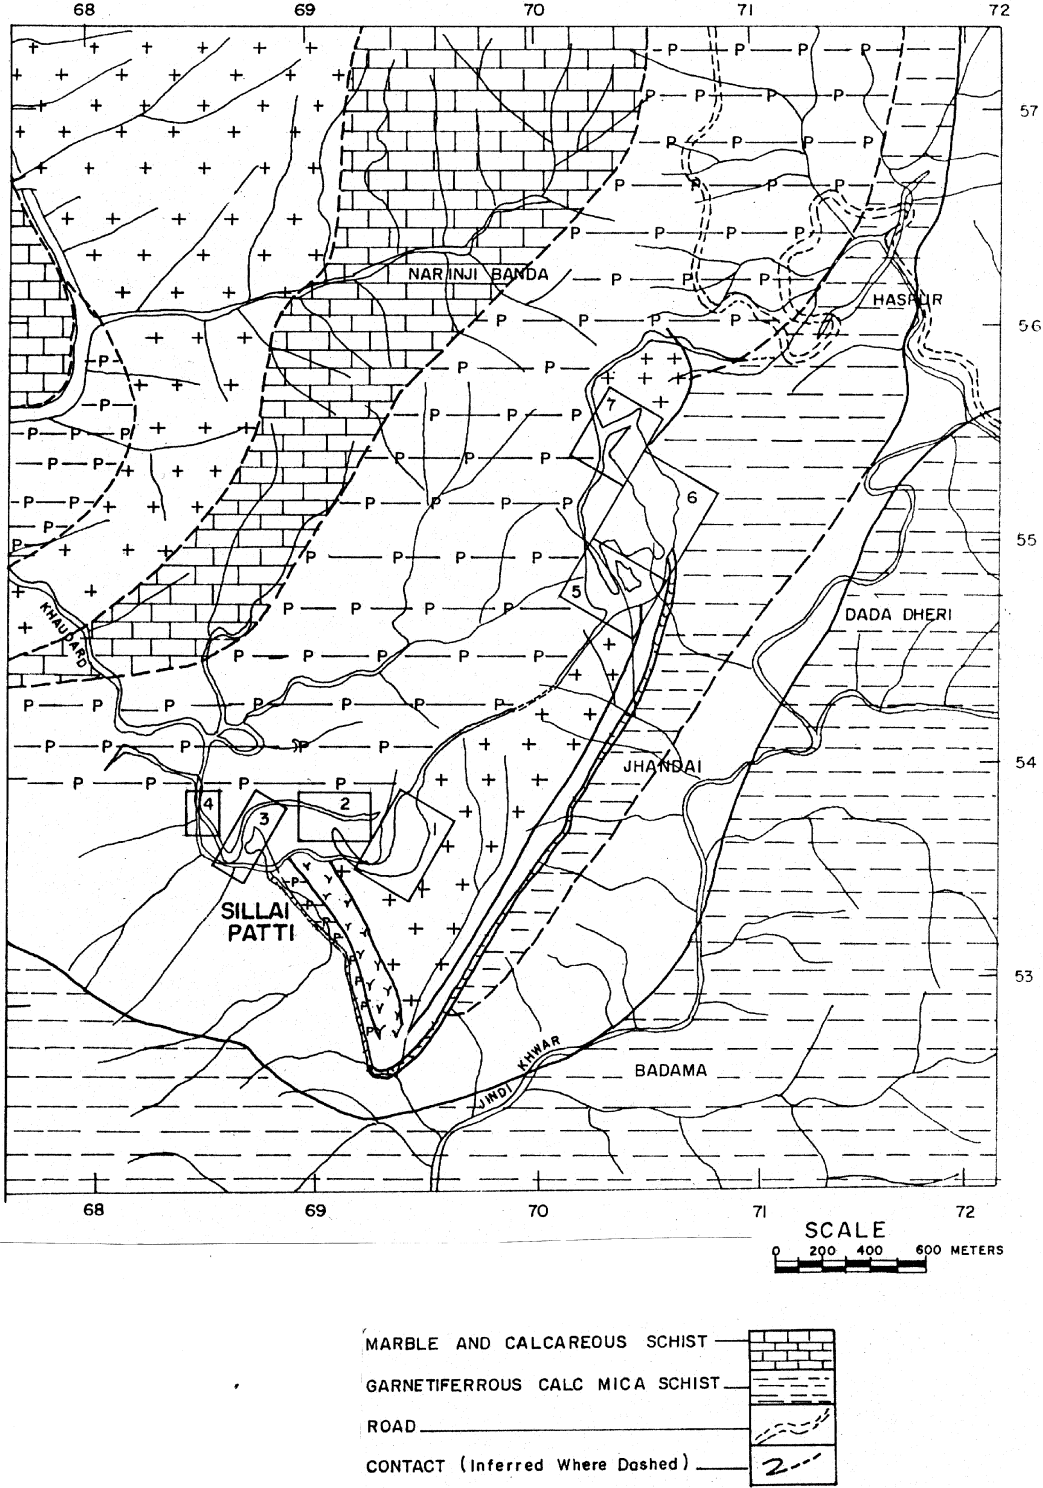 68 69 70 71 72
57
NARINJI BANDA
HASPUR
56
7
6
55
5
KHAUDARD
DADA DHERI
54
JHANDAI
4
3
2
1
SILLAI
PATTI
53
JINDI KHWAR
BADAMA
68 69 70 71 72
SCALE
0 200 400 600 METERS
MARBLE AND CALCAREOUS SCHIST
GARNETIFERROUS CALC MICA SCHIST
ROAD
CONTACT (Inferred Where Dashed)